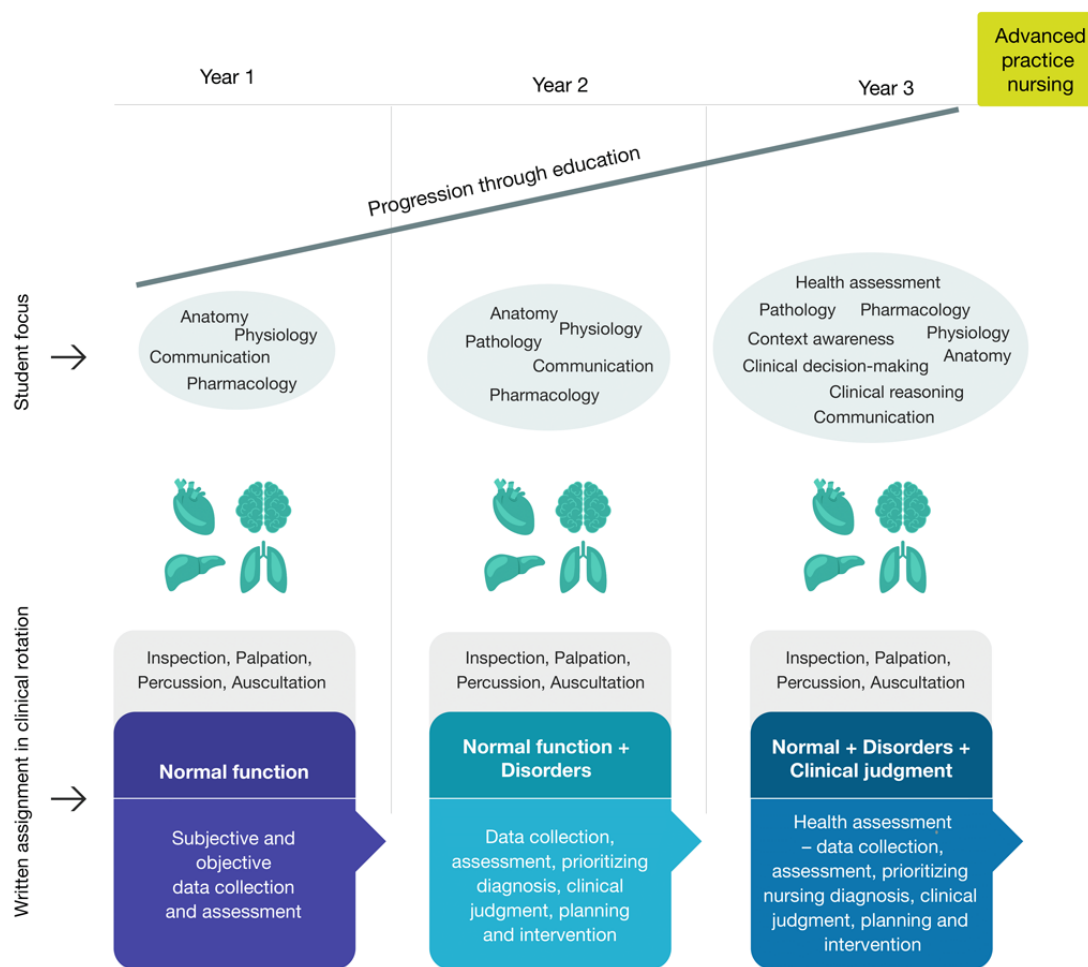 Advanced
practice
nursing
Year 1
Year 2
Year 3
Progression through education
Student focus
Anatomy
Physiology
Communication
Pharmacology
Anatomy
Physiology
Pathology
Communication
Pharmacology
Health assessment
Pathology
Pharmacology
Context awareness
Physiology
Anatomy
Clinical decision-making
Clinical reasoning
Communication
Written assignment in clinical rotation
Inspection, Palpation,
Percussion, Auscultation
Normal function
Subjective and
objective
data collection
and assessment
Inspection, Palpation,
Percussion, Auscultation
Normal function +
Disorders
Data collection,
assessment, prioritizing
diagnosis, clinical
judgment, planning
and intervention
Inspection, Palpation,
Percussion, Auscultation
Normal + Disorders +
Clinical judgment
Health assessment
– data collection,
assessment, prioritizing
nursing diagnosis, clinical
judgment, planning and
intervention